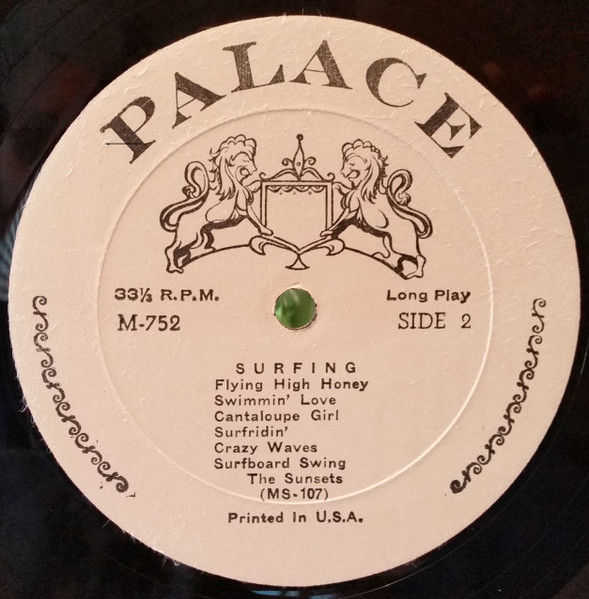 PALACE
33⅓ R.P.M. Long Play
M-752 SIDE 2
SURFING
Flying High Honey
Swimmin' Love
Cantaloupe Girl
Surfridin'
Crazy Waves
Surfboard Swing
The Sunsets
(MS-107)
Printed In U.S.A.